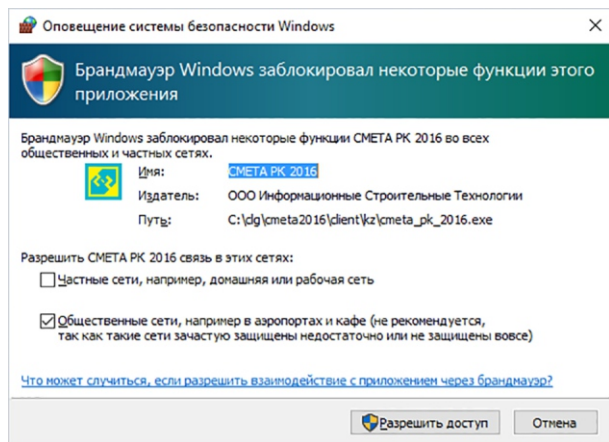 Оповещение системы безопасности Windows
Брандмауэр Windows заблокировал некоторые функции этого
приложения
Брандмауэр Windows заблокировал некоторые функции СМЕТА РК 2016 во всех
общественных и частных сетях.
Имя: СМЕТА РК 2016
Издатель: ООО Информационные Строительные Технологии
Путь: C:\dg\cmeta2016\client\kz\cmeta_pk_2016.exe
Разрешить СМЕТА РК 2016 связь в этих сетях:
Частные сети, например, домашняя или рабочая сеть
Общественные сети, например в аэропортах и кафе (не рекомендуется,
так как такие сети зачастую защищены недостаточно или не защищены вовсе)
Что может случиться, если разрешить взаимодействие с приложением через брандмауэр?
Разрешить доступ Отмена